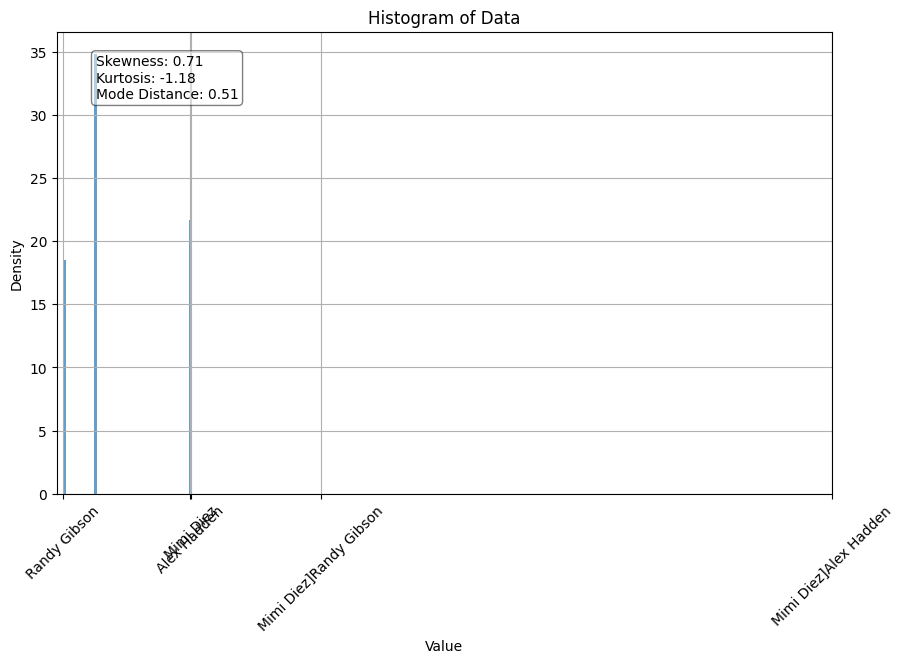 Histogram of Data
Skewness: 0.71
Kurtosis: -1.18
Mode Distance: 0.51
35
30
25
20
15
10
5
0
Density
Randy Gibson
Mimi Diez
Alex Hadden
Mimi Diez]Randy Gibson
Mimi Diez]Alex Hadden
Value